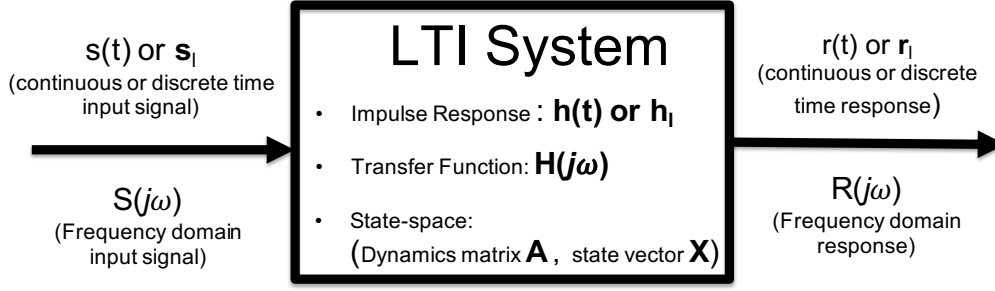 s(t) or s_l
(continuous or discrete time
input signal)
S(jω)
(Frequency domain
input signal)
LTI System
• Impulse Response : h(t) or h_l
• Transfer Function: H(jω)
• State-space:
(Dynamics matrix A , state vector X)
r(t) or r_l
(continuous or discrete
time response)
R(jω)
(Frequency domain
response)